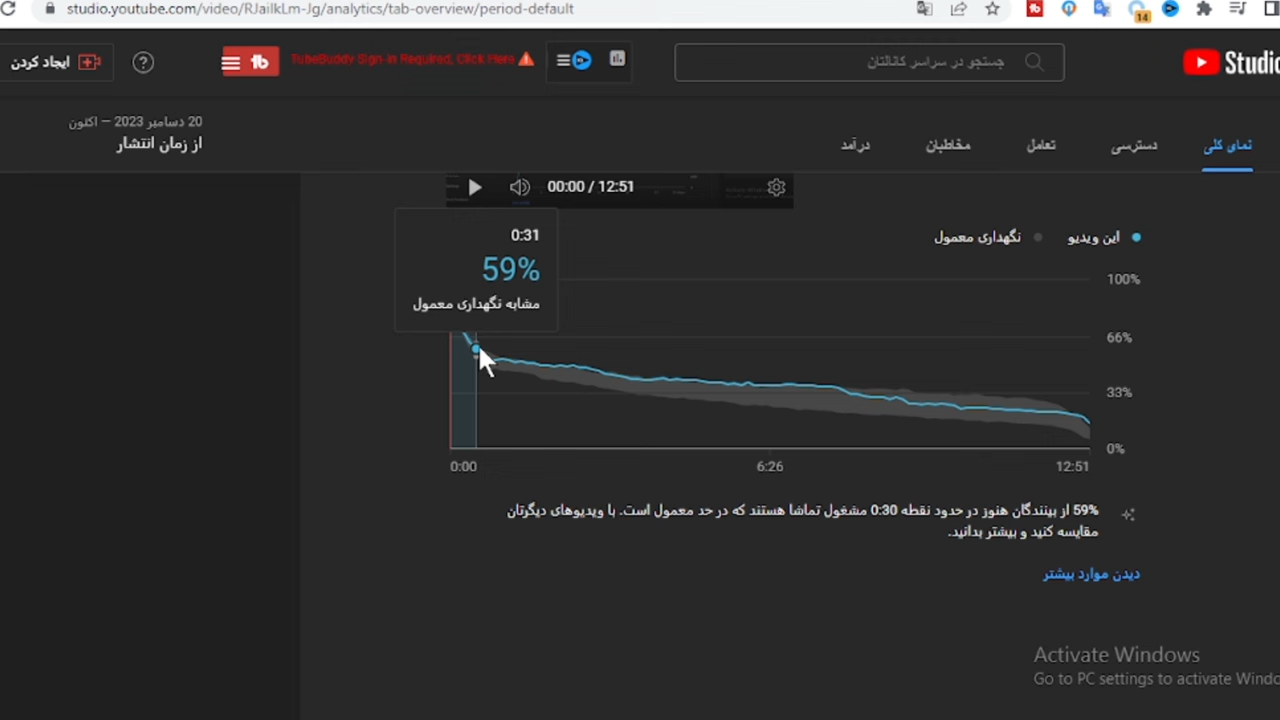 studio.youtube.com/video/RJailkLm-Jg/analytics/tab-overview/period-default
14
Studio
جستجو در سراسر کانالتان
TubeBuddy Sign-in Required, Click Here
ایجاد کردن
20 دسامبر 2023 — اکنون
از زمان انتشار
نمای کلی
دسترسی
تعامل
مخاطبان
درآمد
00:00 / 12:51
0:31
59%
مشابه نگهداری معمول
این ویدیو
نگهداری معمول
100%
66%
33%
0%
0:00
6:26
12:51
59% از بینندگان هنوز در حدود نقطه 0:30 مشغول تماشا هستند که در حد معمول است. با ویدیوهای دیگرتان
مقایسه کنید و بیشتر بدانید.
دیدن موارد بیشتر
Activate Windows
Go to PC settings to activate Windo